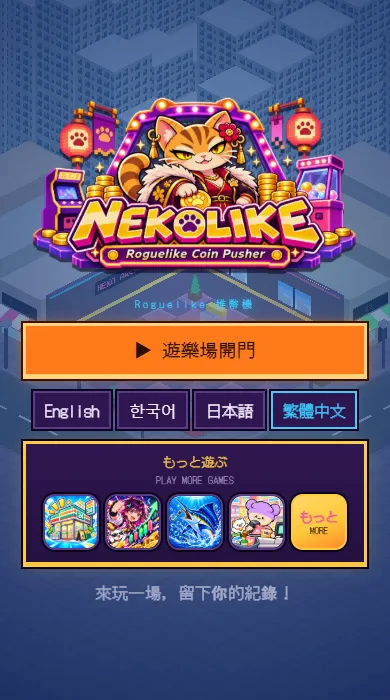 NEKOLIKE
Roguelike Coin Pusher
Roguelike 推幣機
▶ 遊樂場開門
English
한국어
日本語
繁體中文
もっと遊ぶ
PLAY MORE GAMES
もっと
MORE
來玩一場，留下你的紀錄！